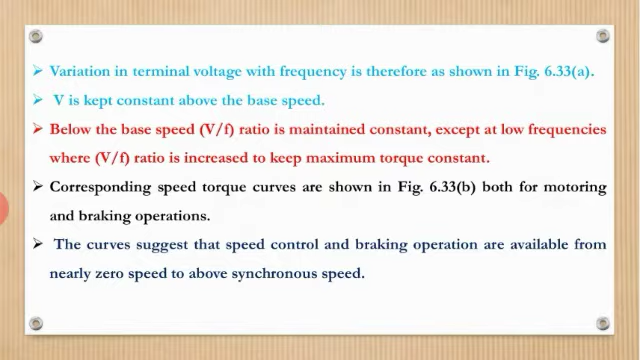 ➢ Variation in terminal voltage with frequency is therefore as shown in Fig. 6.33(a).
➢ V is kept constant above the base speed.
➢ Below the base speed (V/f) ratio is maintained constant, except at low frequencies
where (V/f) ratio is increased to keep maximum torque constant.
➢ Corresponding speed torque curves are shown in Fig. 6.33(b) both for motoring
and braking operations.
➢ The curves suggest that speed control and braking operation are available from
nearly zero speed to above synchronous speed.